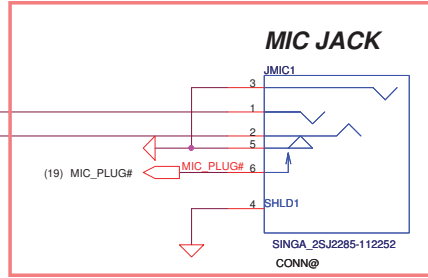 MIC JACK
JMIC1
3
1
2
5
(19) MIC_PLUG# MIC_PLUG# 6
4 SHLD1
SINGA_2SJ2285-112252
CONN@